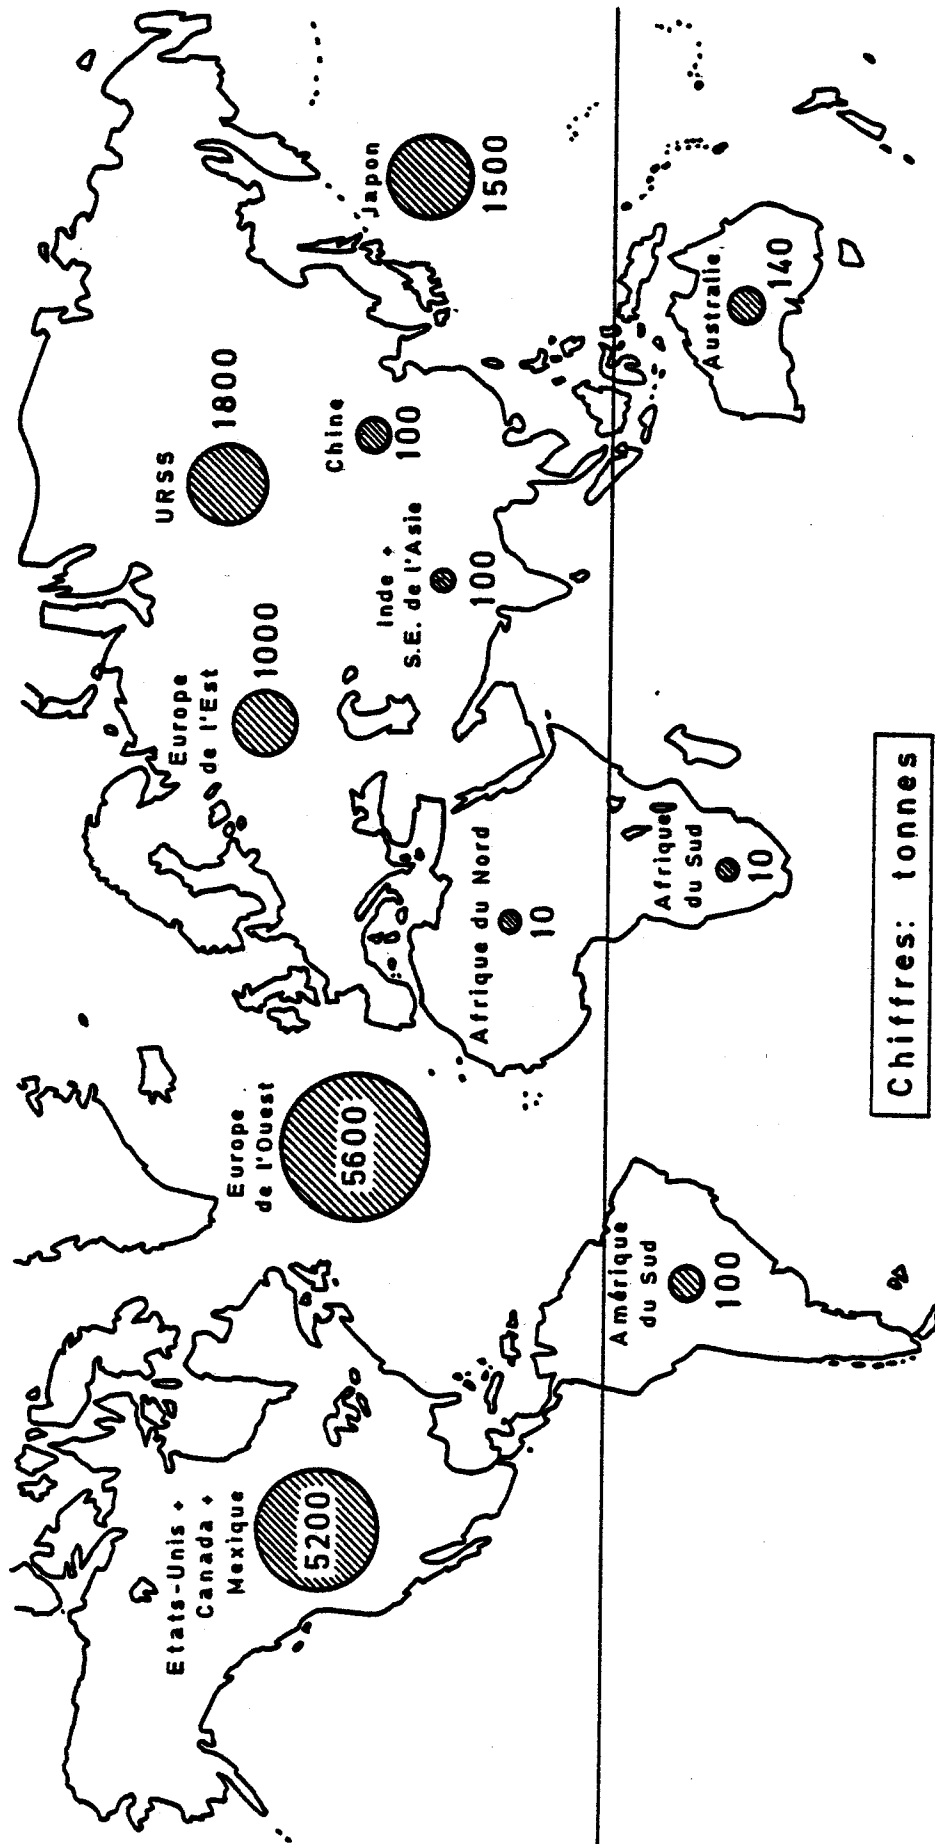 Etats-Unis +
Canada +
Mexique
5200
Europe
de l'Ouest
5600
Europe
de l'Est
1000
URSS
1800
Chine
100
Japon
1500
Inde +
S.E. de l'Asie
100
Afrique du Nord
10
Afrique
du Sud
10
Amérique
du Sud
100
Australie
140
Chiffres: tonnes